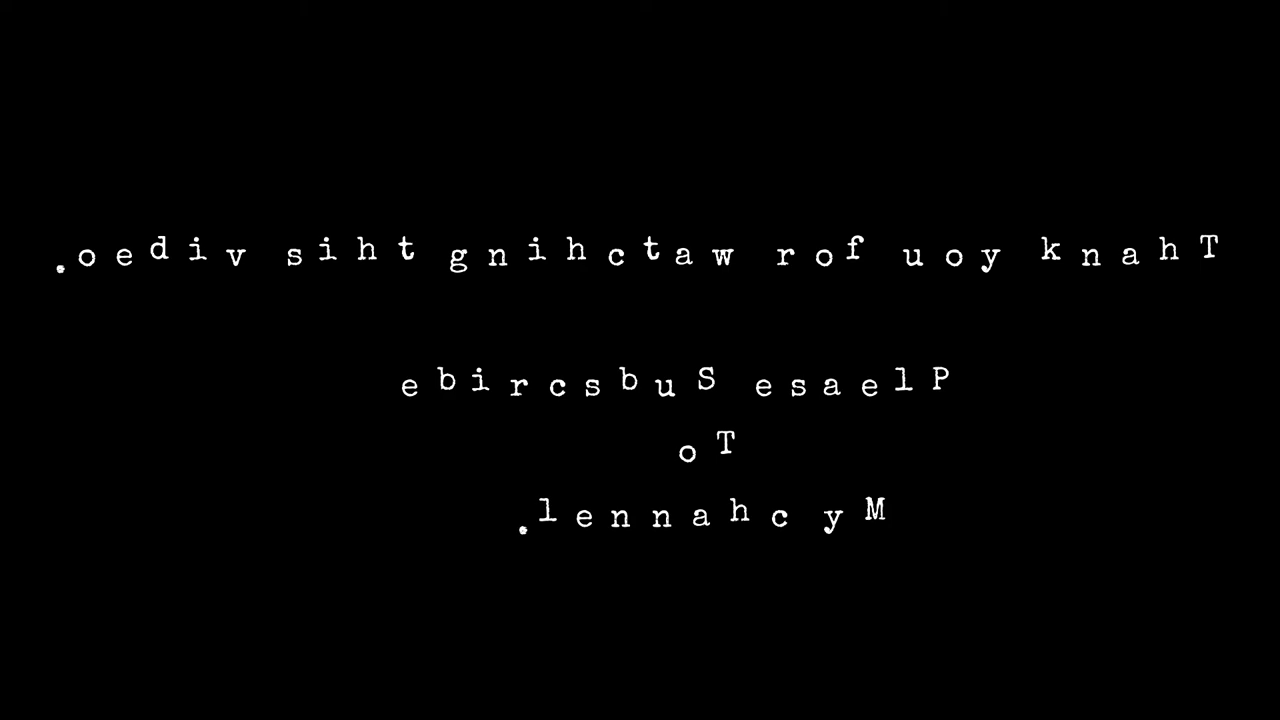 .oediv siht gnihctaw rof uoy knahT
ebircsbuS esaelP
oT
.lennahc yM